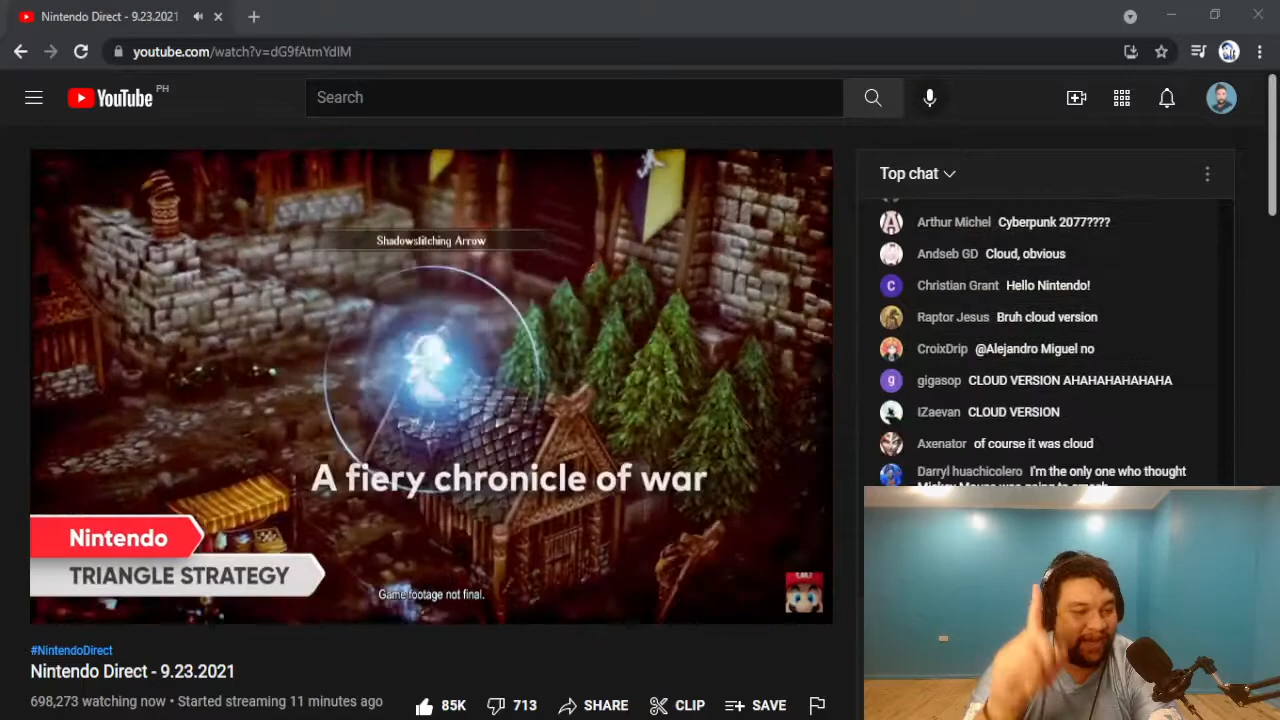 Nintendo Direct - 9.23.2021
youtube.com/watch?v=dG9fAtmYdlM
YouTube PH
Search
Shadowstitching Arrow
A fiery chronicle of war
Nintendo
TRIANGLE STRATEGY
Game footage not final.
#NintendoDirect
Nintendo Direct - 9.23.2021
698,273 watching now • Started streaming 11 minutes ago
85K
713
SHARE
CLIP
SAVE
Top chat
Arthur Michel Cyberpunk 2077????
Andseb GD Cloud, obvious
Christian Grant Hello Nintendo!
Raptor Jesus Bruh cloud version
CroixDrip @Alejandro Miguel no
gigasop CLOUD VERSION AHAHAHAHAHAHA
IZaevan CLOUD VERSION
Axenator of course it was cloud
Darryl huachicolero I'm the only one who thought